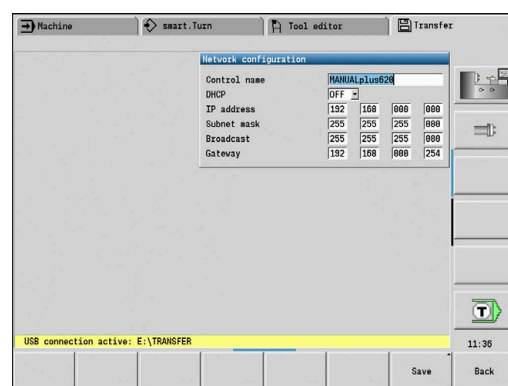 Machine
smart.Turn
Tool editor
Transfer
Network configuration
Control name MANUALplus620
DHCP OFF
IP address 192 168 000 000
Subnet mask 255 255 255 000
Broadcast 255 255 255 000
Gateway 192 168 000 254
T
USB connection active: E:\TRANSFER
11:36
Save
Back